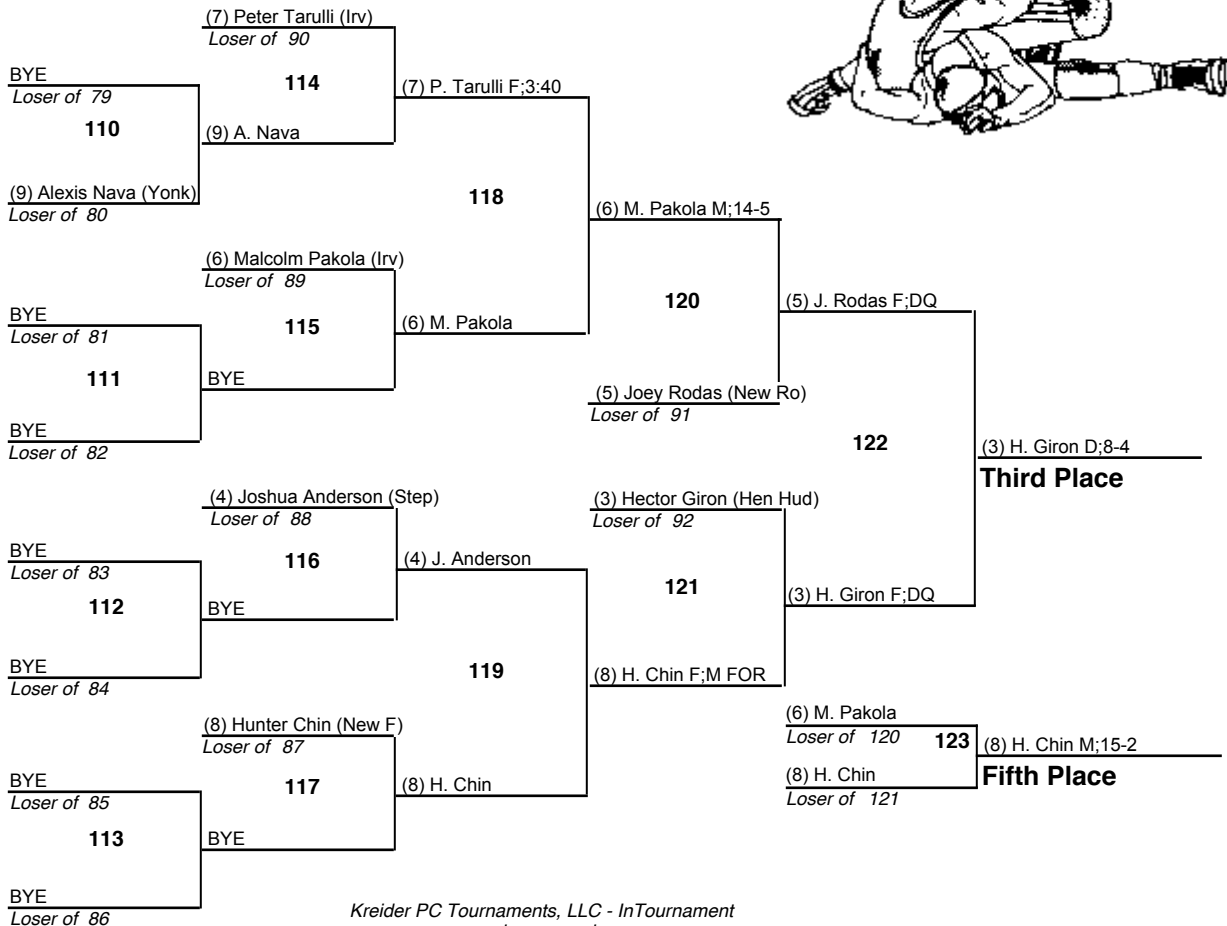 (7) Peter Tarulli (Irv)
Loser of 90
BYE
Loser of 79
114
(7) P. Tarulli F;3:40
110
(9) A. Nava
(9) Alexis Nava (Yonk)
Loser of 80
118
(6) M. Pakola M;14-5
(6) Malcolm Pakola (Irv)
Loser of 89
BYE
Loser of 81
115
(6) M. Pakola
120
(5) J. Rodas F;DQ
111
BYE
(5) Joey Rodas (New Ro)
Loser of 91
BYE
Loser of 82
122
(3) H. Giron D;8-4
Third Place
(4) Joshua Anderson (Step)
Loser of 88
(3) Hector Giron (Hen Hud)
Loser of 92
BYE
Loser of 83
116
(4) J. Anderson
121
(3) H. Giron F;DQ
112
BYE
BYE
Loser of 84
119
(8) H. Chin F;M FOR
(8) Hunter Chin (New F)
Loser of 87
(6) M. Pakola
Loser of 120
123
(8) H. Chin M;15-2
Fifth Place
BYE
Loser of 85
117
(8) H. Chin
(8) H. Chin
Loser of 121
113
BYE
BYE
Loser of 86
Kreider PC Tournaments, LLC - InTournament